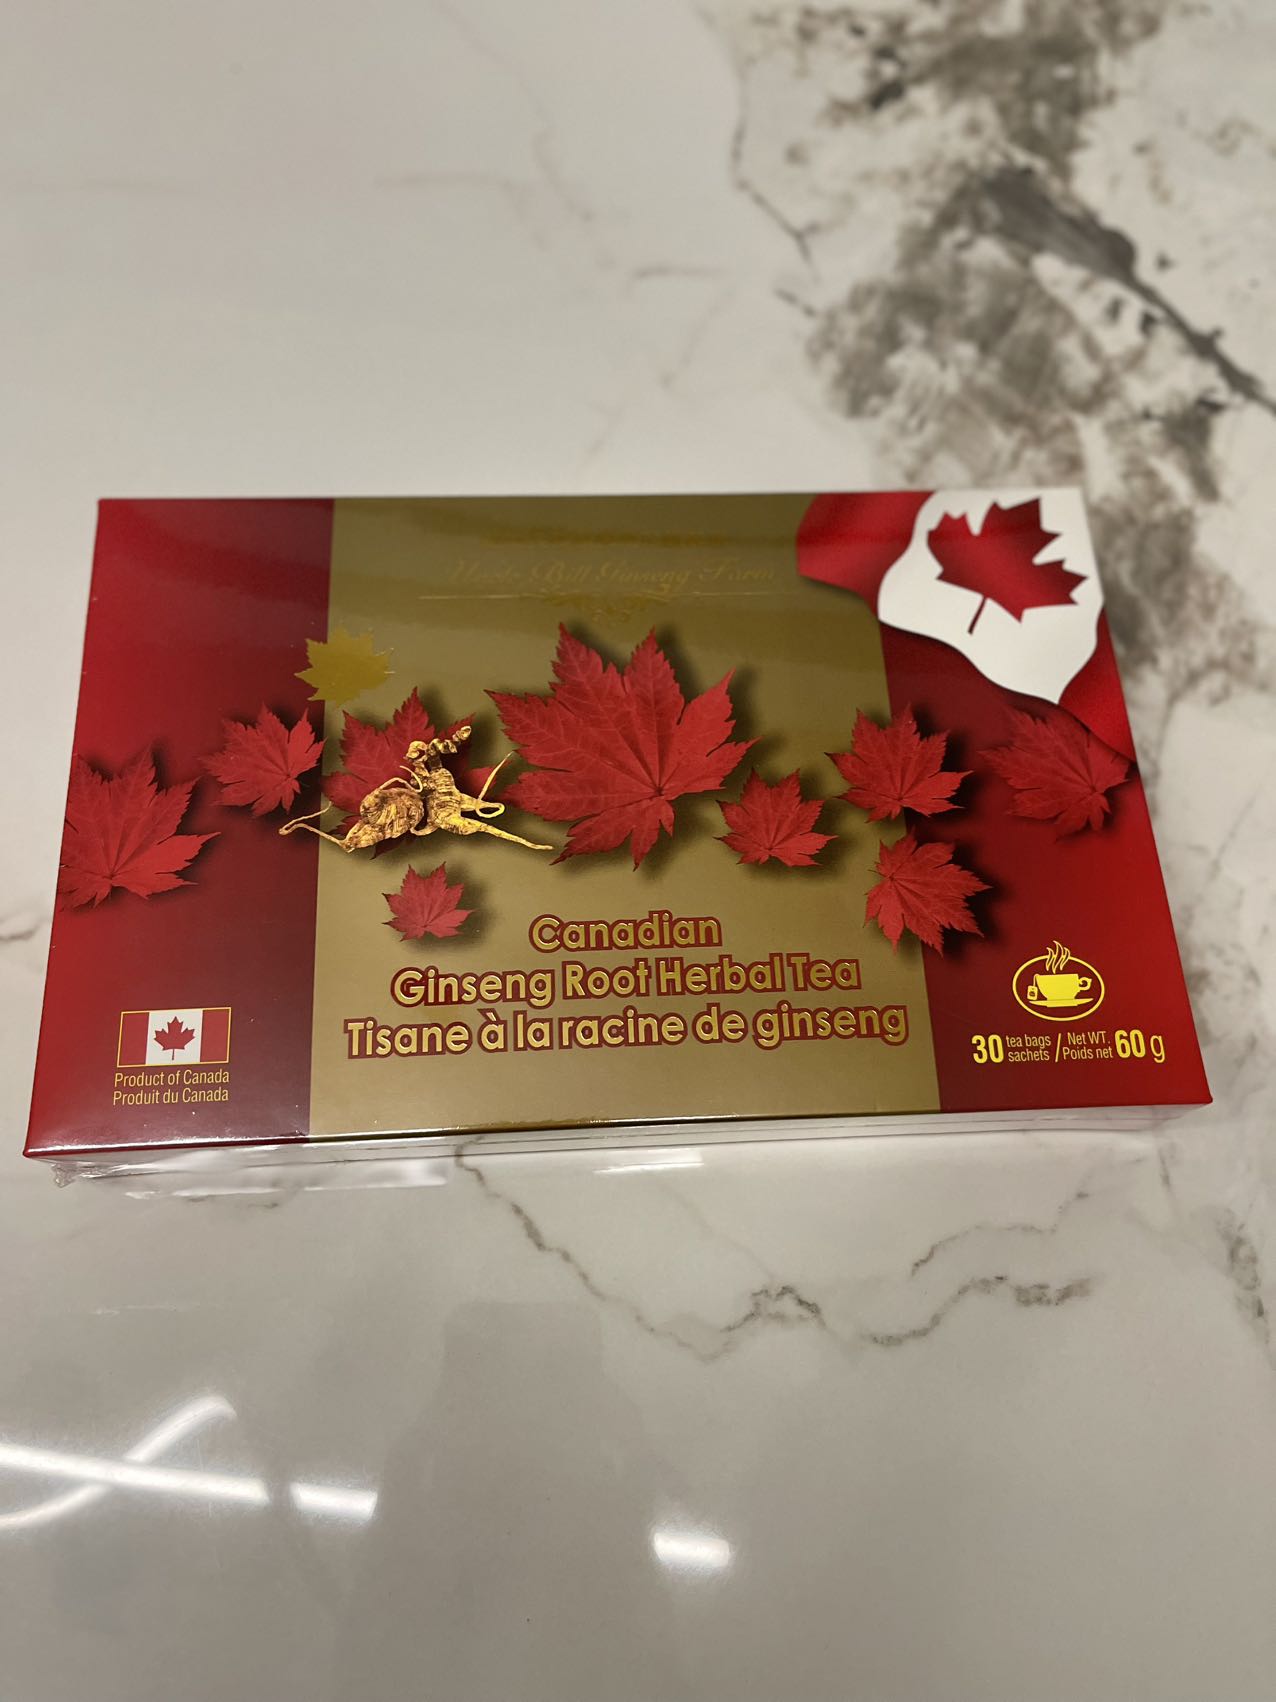 Uncle Bill Ginseng Farm
Canadian
Ginseng Root Herbal Tea
Tisane à la racine de ginseng
Product of Canada
Produit du Canada
30 tea bags / Net WT. 60 g
sachets / Poids net